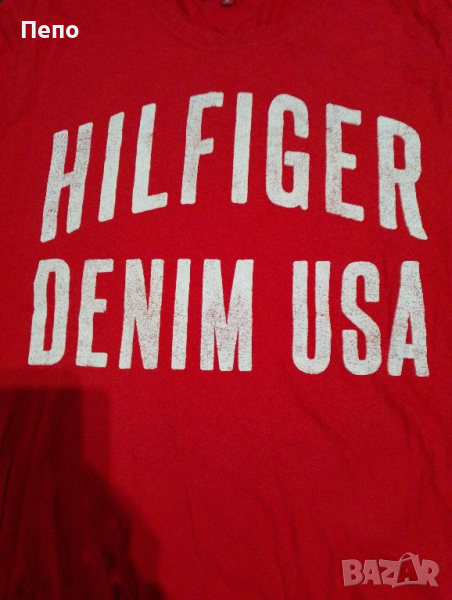 Пепо
HILFIGER
DENIM USA
BAZAR